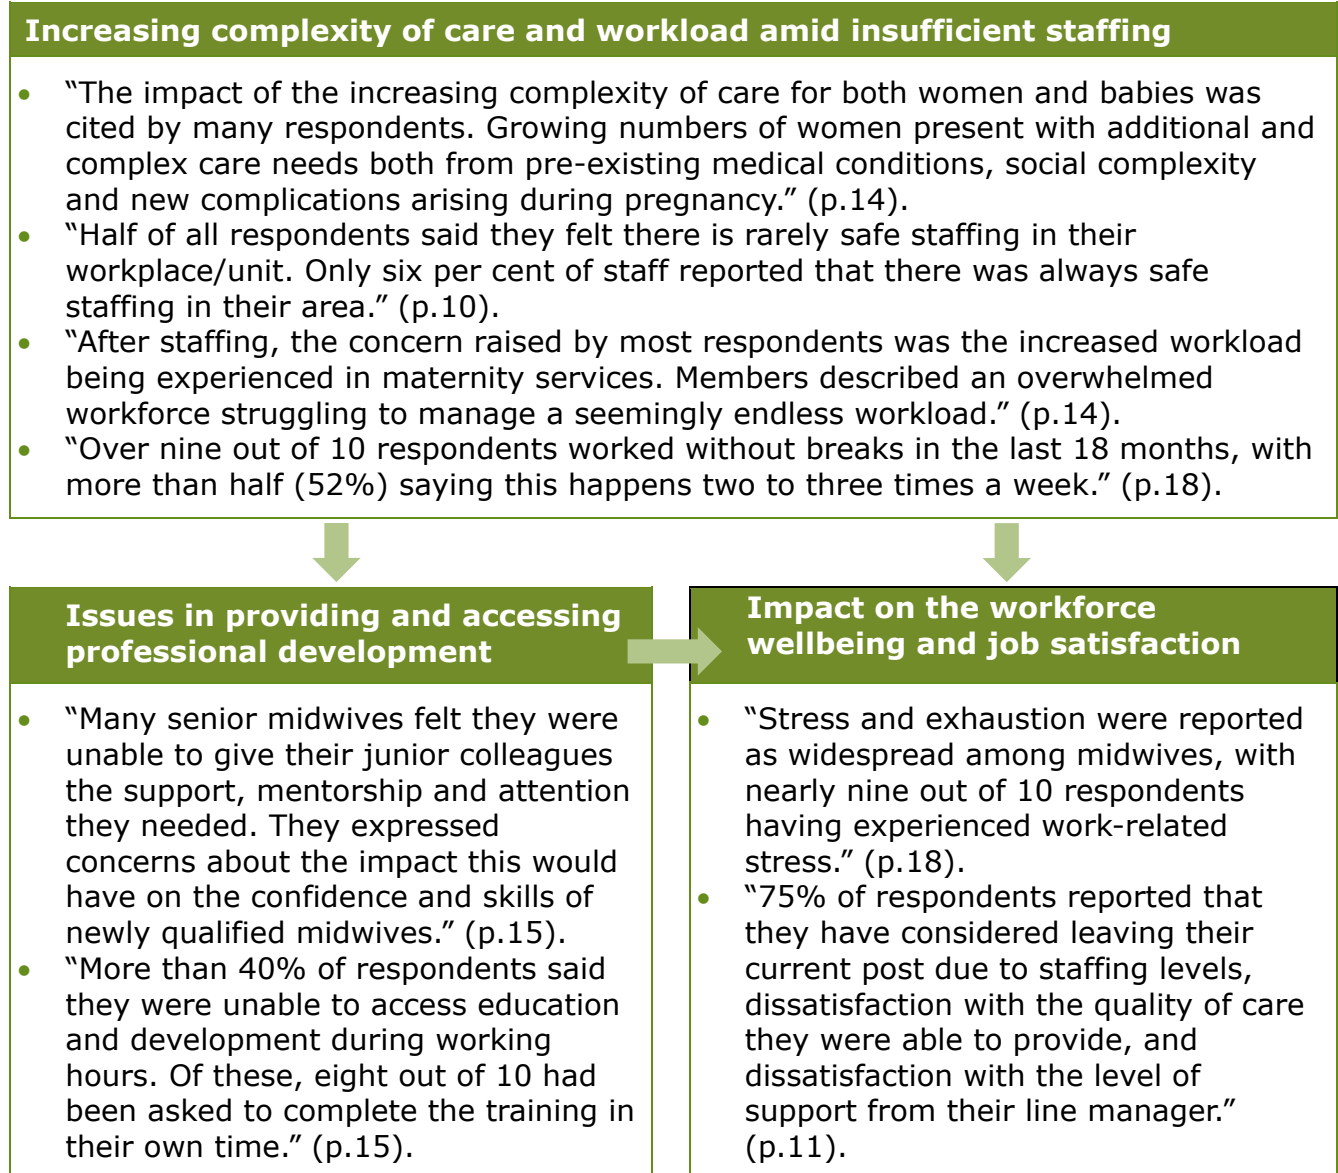 Increasing complexity of care and workload amid insufficient staffing
• “The impact of the increasing complexity of care for both women and babies was
cited by many respondents. Growing numbers of women present with additional and
complex care needs both from pre-existing medical conditions, social complexity
and new complications arising during pregnancy.” (p.14).
• “Half of all respondents said they felt there is rarely safe staffing in their
workplace/unit. Only six per cent of staff reported that there was always safe
staffing in their area.” (p.10).
• “After staffing, the concern raised by most respondents was the increased workload
being experienced in maternity services. Members described an overwhelmed
workforce struggling to manage a seemingly endless workload.” (p.14).
• “Over nine out of 10 respondents worked without breaks in the last 18 months, with
more than half (52%) saying this happens two to three times a week.” (p.18).
Issues in providing and accessing
professional development
• “Many senior midwives felt they were
unable to give their junior colleagues
the support, mentorship and attention
they needed. They expressed
concerns about the impact this would
have on the confidence and skills of
newly qualified midwives.” (p.15).
• “More than 40% of respondents said
they were unable to access education
and development during working
hours. Of these, eight out of 10 had
been asked to complete the training in
their own time.” (p.15).
Impact on the workforce
wellbeing and job satisfaction
• “Stress and exhaustion were reported
as widespread among midwives, with
nearly nine out of 10 respondents
having experienced work-related
stress.” (p.18).
• “75% of respondents reported that
they have considered leaving their
current post due to staffing levels,
dissatisfaction with the quality of care
they were able to provide, and
dissatisfaction with the level of
support from their line manager.”
(p.11).